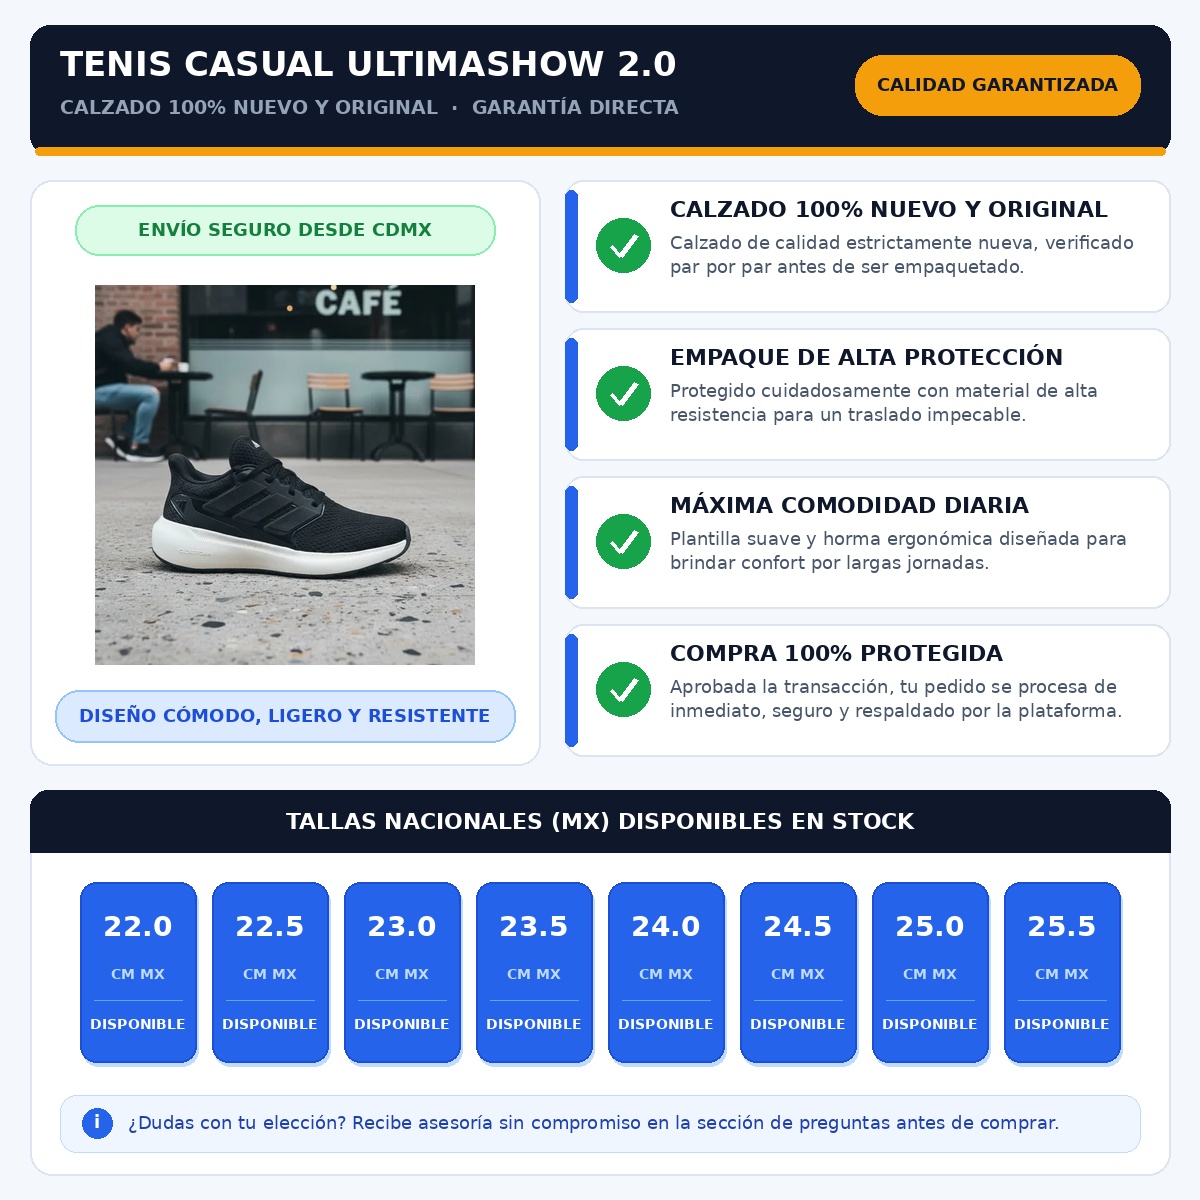 TENIS CASUAL ULTIMASHOW 2.0
CALZADO 100% NUEVO Y ORIGINAL · GARANTÍA DIRECTA
CALIDAD GARANTIZADA
ENVÍO SEGURO DESDE CDMX
CAFÉ
DISEÑO CÓMODO, LIGERO Y RESISTENTE
CALZADO 100% NUEVO Y ORIGINAL
Calzado de calidad estrictamente nueva, verificado
par por par antes de ser empaquetado.
EMPAQUE DE ALTA PROTECCIÓN
Protegido cuidadosamente con material de alta
resistencia para un traslado impecable.
MÁXIMA COMODIDAD DIARIA
Plantilla suave y horma ergonómica diseñada para
brindar confort por largas jornadas.
COMPRA 100% PROTEGIDA
Aprobada la transacción, tu pedido se procesa de
inmediato, seguro y respaldado por la plataforma.
TALLAS NACIONALES (MX) DISPONIBLES EN STOCK
22.0 22.5 23.0 23.5 24.0 24.5 25.0 25.5
CM MX CM MX CM MX CM MX CM MX CM MX CM MX CM MX
DISPONIBLE DISPONIBLE DISPONIBLE DISPONIBLE DISPONIBLE DISPONIBLE DISPONIBLE DISPONIBLE
i ¿Dudas con tu elección? Recibe asesoría sin compromiso en la sección de preguntas antes de comprar.